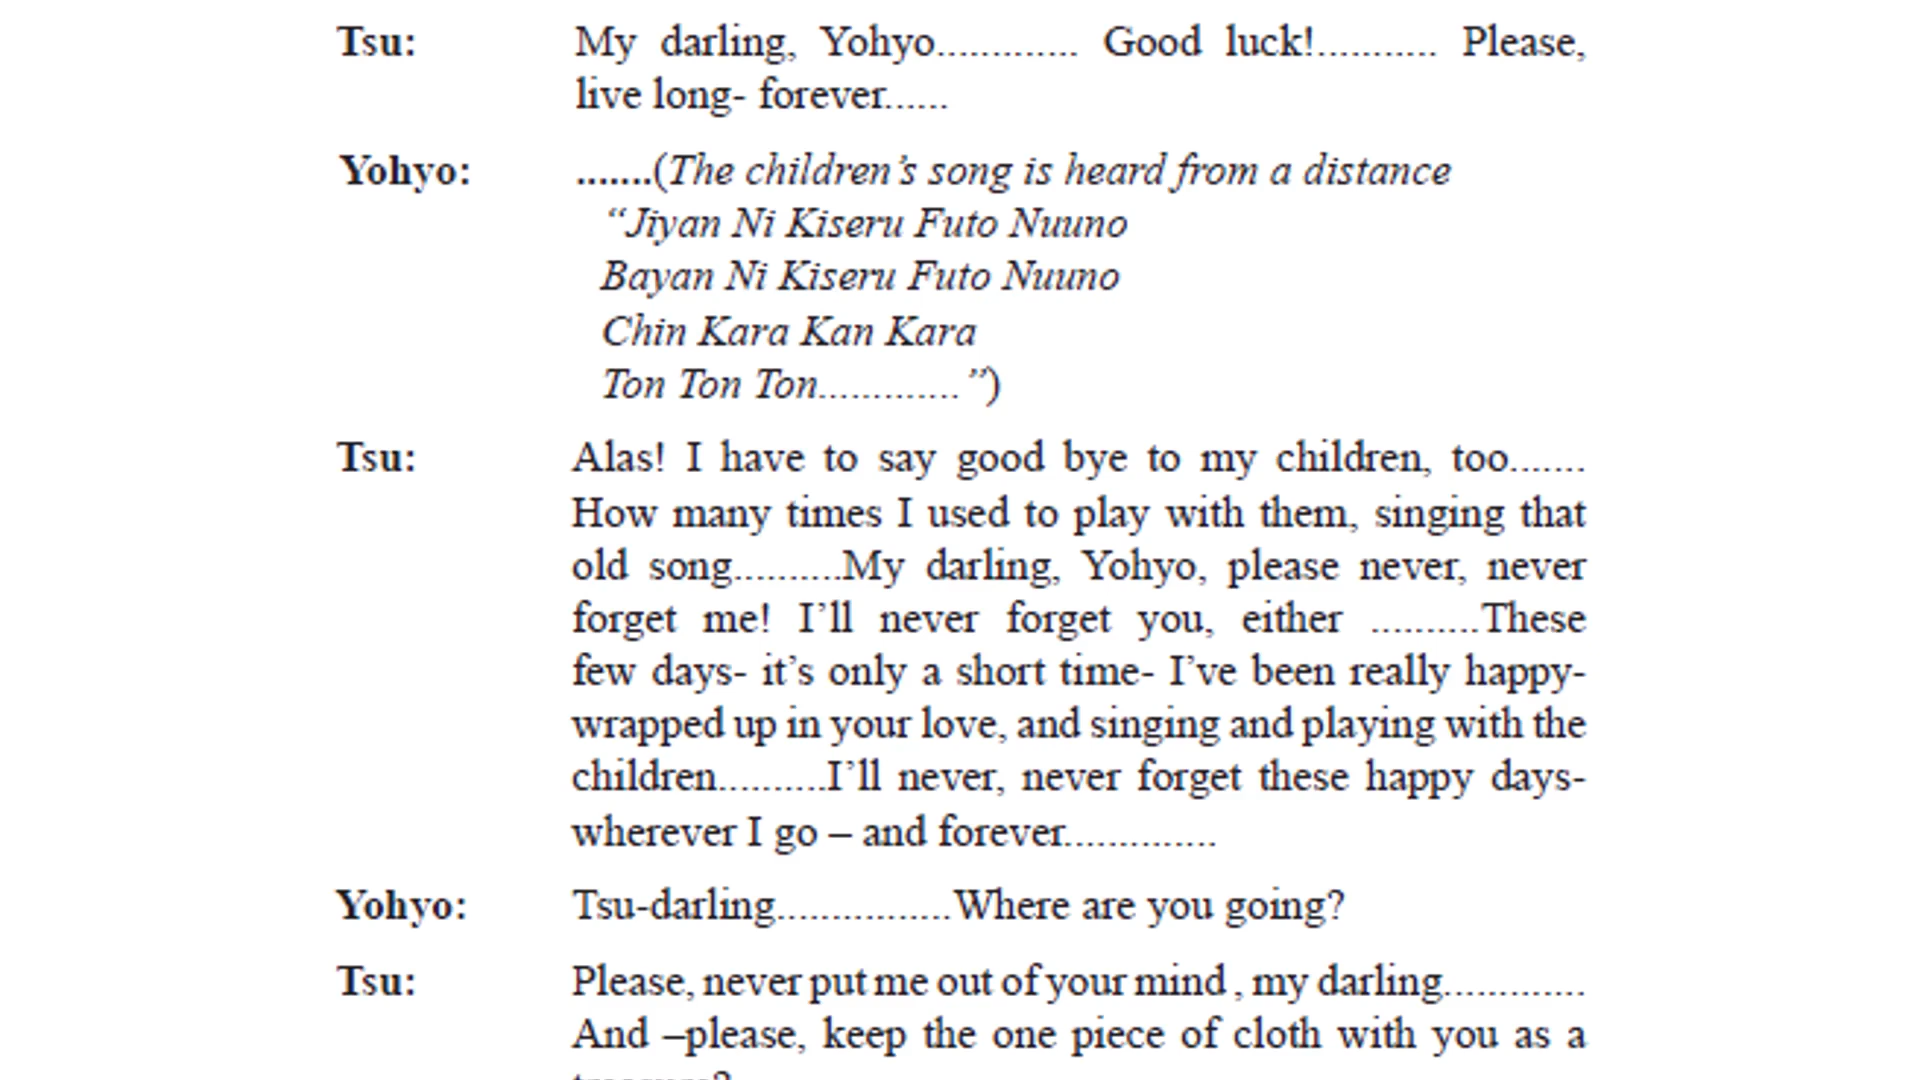 Tsu: My darling, Yohyo............. Good luck!........... Please,
live long- forever......
Yohyo: .......(The children's song is heard from a distance
“Jiyan Ni Kiseru Futo Nuuno
Bayan Ni Kiseru Futo Nuuno
Chin Kara Kan Kara
Ton Ton Ton.............”)
Tsu: Alas! I have to say good bye to my children, too.......
How many times I used to play with them, singing that
old song..........My darling, Yohyo, please never, never
forget me! I’ll never forget you, either ..........These
few days- it’s only a short time- I’ve been really happy-
wrapped up in your love, and singing and playing with the
children..........I’ll never, never forget these happy days-
wherever I go – and forever..............
Yohyo: Tsu-darling................Where are you going?
Tsu: Please, never put me out of your mind , my darling.............
And –please, keep the one piece of cloth with you as a